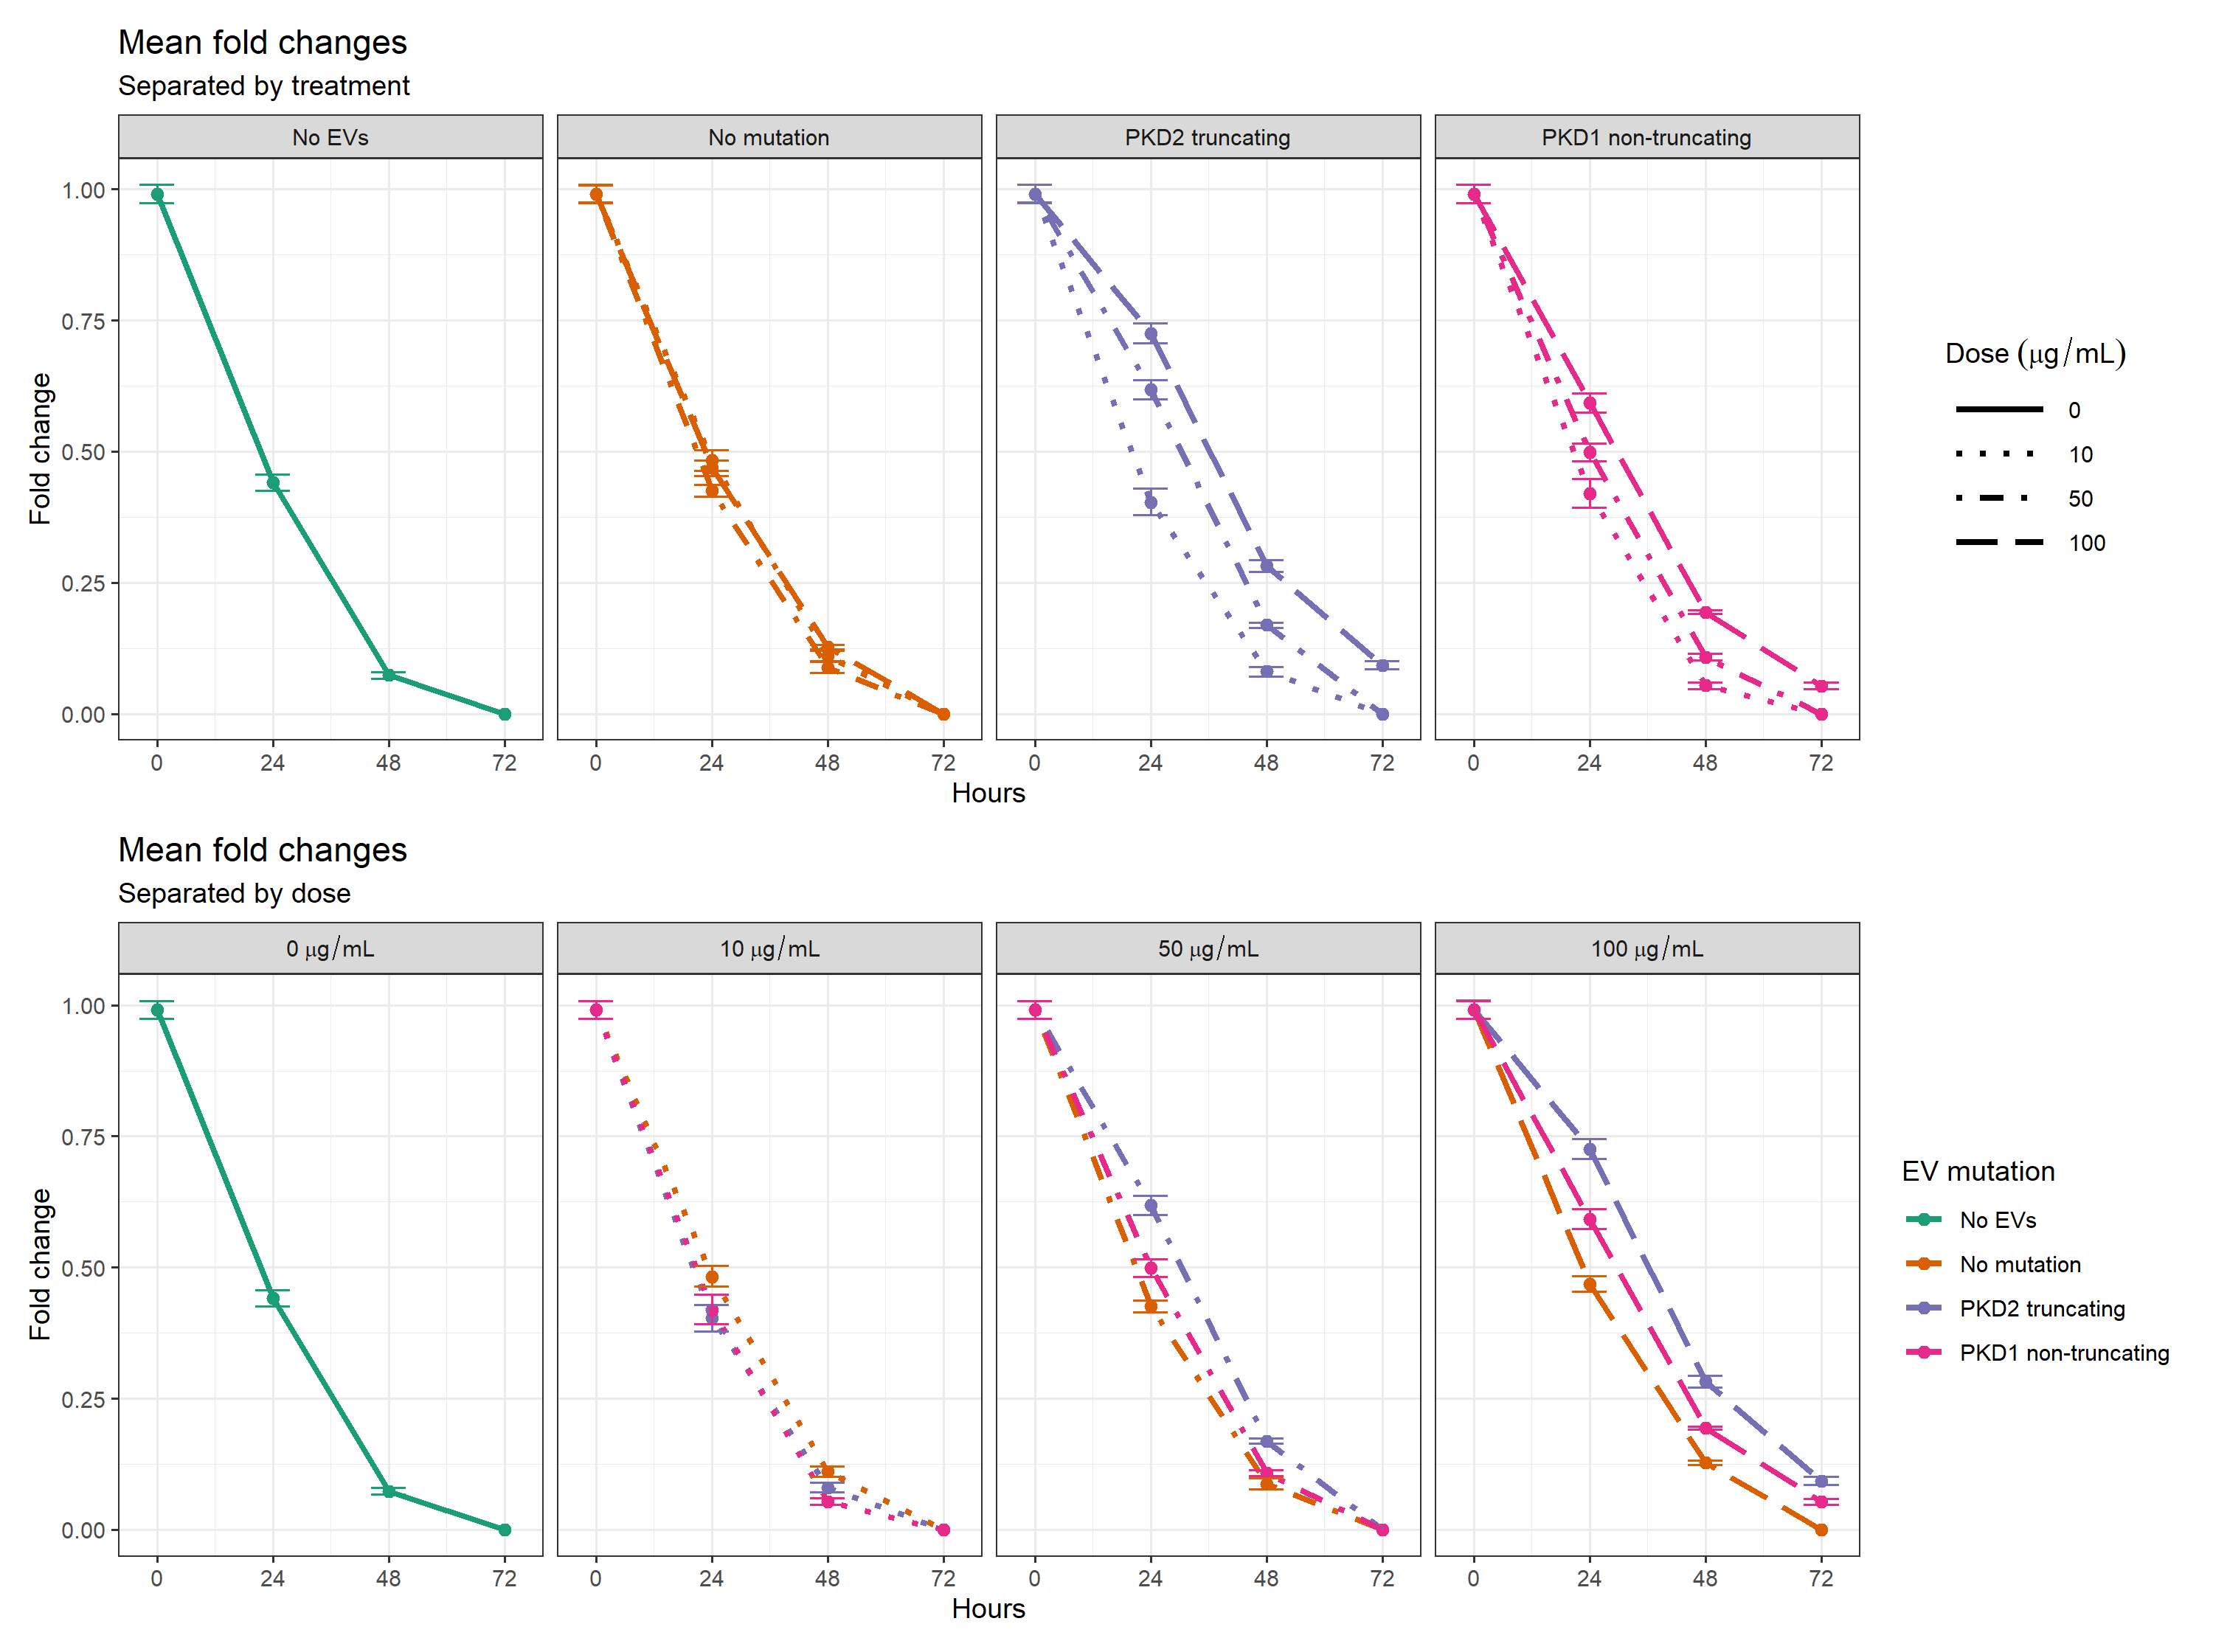 Mean fold changes
Separated by treatment
No EVs No mutation PKD2 truncating PKD1 non-truncating
1.00
0.75
0.50
0.25
0.00
Fold change
0 24 48 72 0 24 48 72 0 24 48 72 0 24 48 72
Hours
Dose (μg/mL)
0
10
50
100
Mean fold changes
Separated by dose
0 μg/mL 10 μg/mL 50 μg/mL 100 μg/mL
1.00
0.75
0.50
0.25
0.00
Fold change
0 24 48 72 0 24 48 72 0 24 48 72 0 24 48 72
Hours
EV mutation
No EVs
No mutation
PKD2 truncating
PKD1 non-truncating